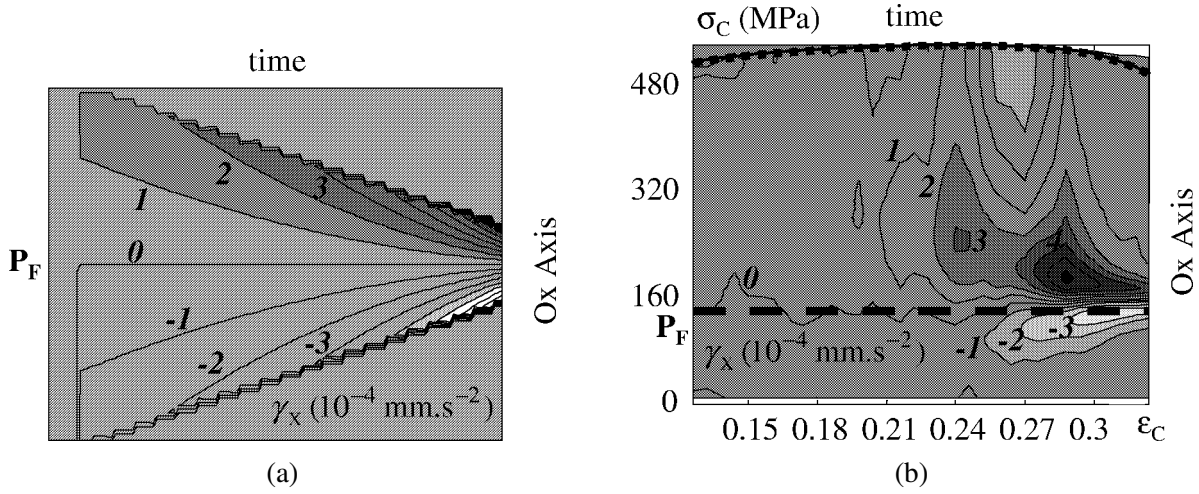 time
1
2
3
0
P_F
-1
-2
-3
γ_X (10^{-4} mm.s^{-2})
Ox Axis
(a)
σ_C (MPa)
time
480
320
160
P_F
0
1
2
3
4
0
-1
-2
-3
γ_X (10^{-4} mm.s^{-2})
0.15 0.18 0.21 0.24 0.27 0.3 ε_C
Ox Axis
(b)